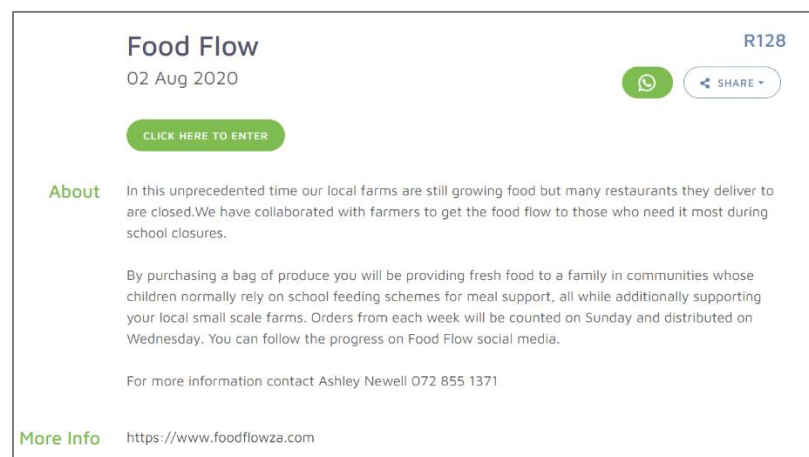 Food Flow
R128
02 Aug 2020
SHARE
CLICK HERE TO ENTER
About
In this unprecedented time our local farms are still growing food but many restaurants they deliver to
are closed.We have collaborated with farmers to get the food flow to those who need it most during
school closures.
By purchasing a bag of produce you will be providing fresh food to a family in communities whose
children normally rely on school feeding schemes for meal support, all while additionally supporting
your local small scale farms. Orders from each week will be counted on Sunday and distributed on
Wednesday. You can follow the progress on Food Flow social media.
For more information contact Ashley Newell 072 855 1371
More Info
https://www.foodflowza.com